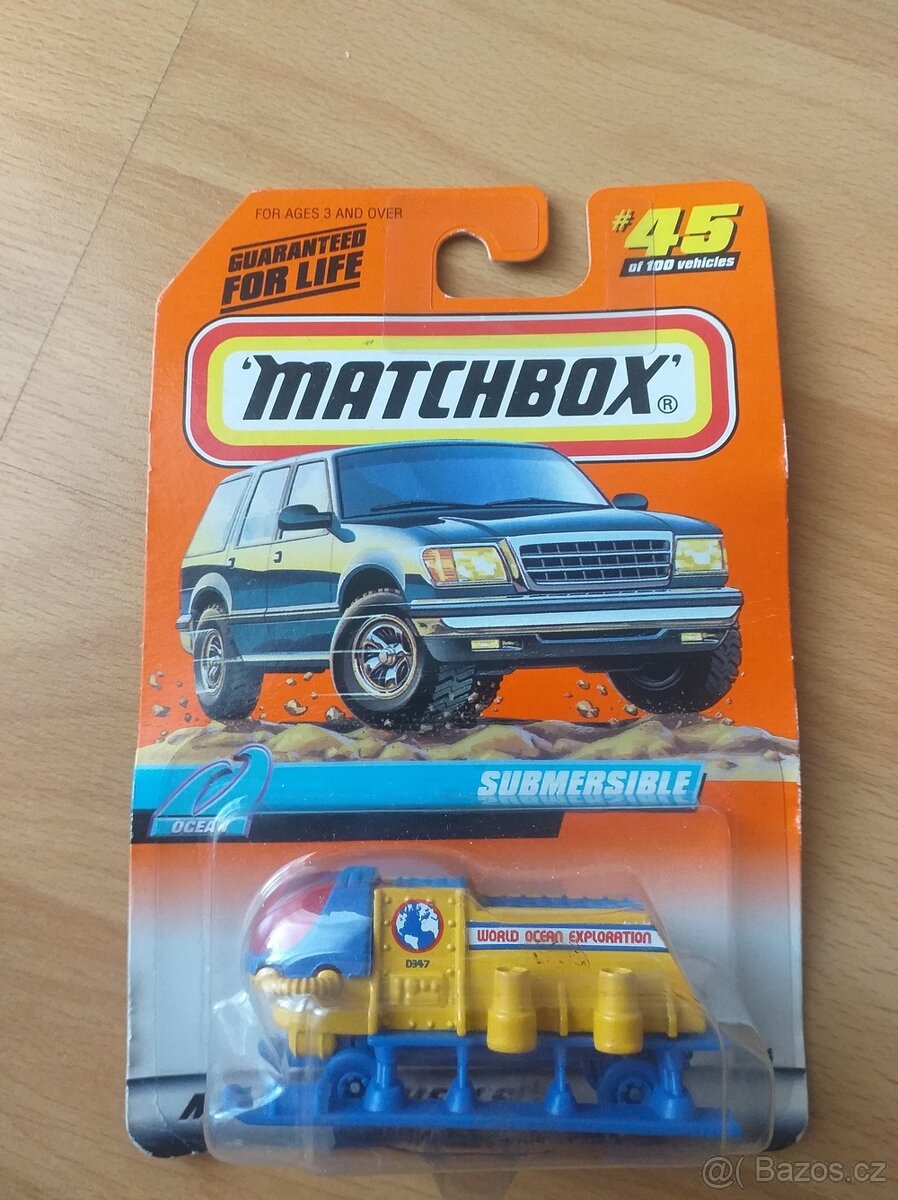 FOR AGES 3 AND OVER
GUARANTEED
FOR LIFE
#45
of 100 vehicles
'MATCHBOX'®
SUBMERSIBLE
OCEAN
WORLD OCEAN EXPLORATION
D347
@( Bazos.cz